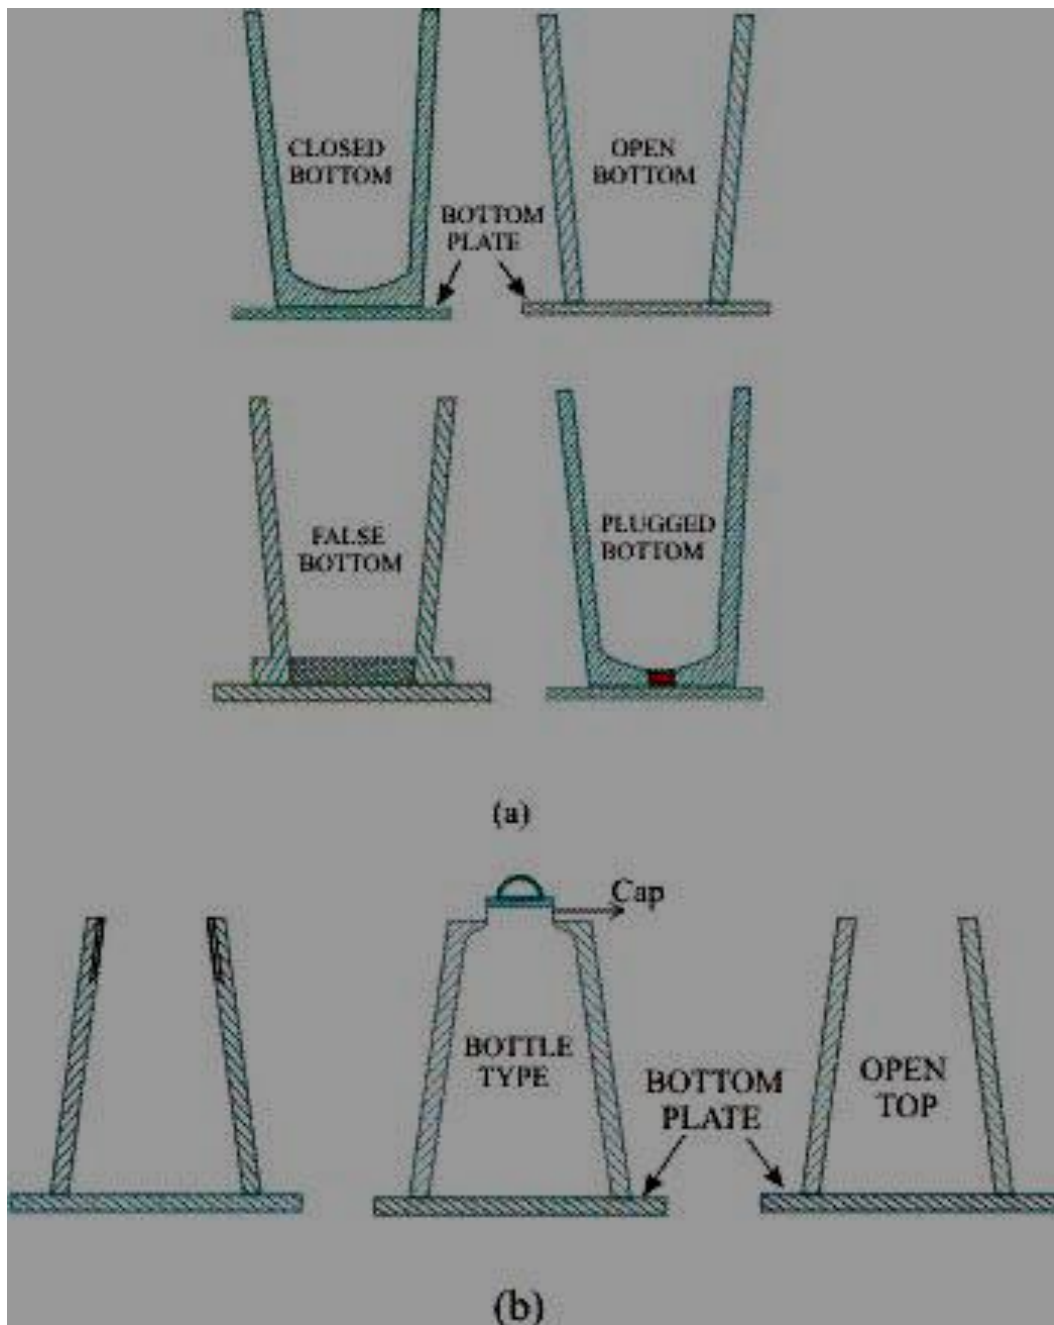 CLOSED
BOTTOM
OPEN
BOTTOM
BOTTOM
PLATE
FALSE
BOTTOM
PLUGGED
BOTTOM
(a)
Cap
BOTTLE
TYPE
BOTTOM
PLATE
OPEN
TOP
(b)